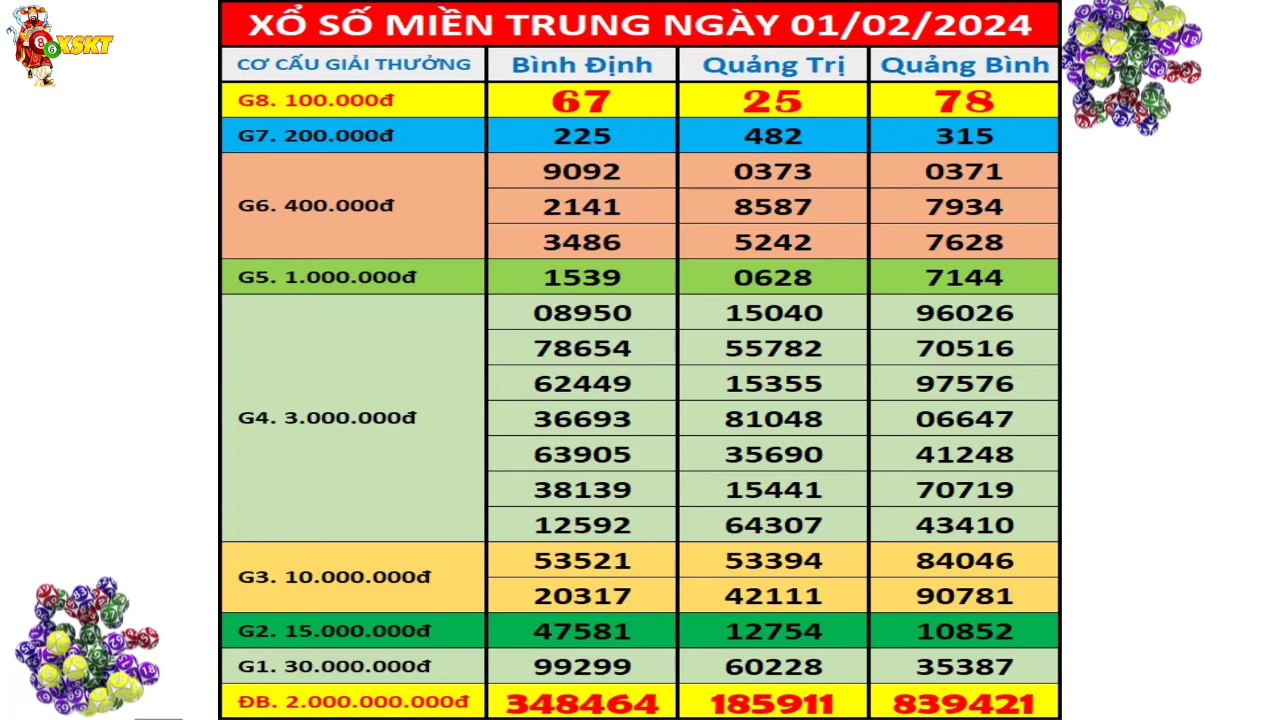 XSKT
86
XỔ SỐ MIỀN TRUNG NGÀY 01/02/2024
CƠ CẤU GIẢI THƯỞNG Bình Định Quảng Trị Quảng Bình
G8. 100.000đ 67 25 78
G7. 200.000đ 225 482 315
G6. 400.000đ
9092 0373 0371
2141 8587 7934
3486 5242 7628
G5. 1.000.000đ 1539 0628 7144
G4. 3.000.000đ
08950 15040 96026
78654 55782 70516
62449 15355 97576
36693 81048 06647
63905 35690 41248
38139 15441 70719
12592 64307 43410
G3. 10.000.000đ
53521 53394 84046
20317 42111 90781
G2. 15.000.000đ 47581 12754 10852
G1. 30.000.000đ 99299 60228 35387
ĐB. 2.000.000.000đ 348464 185911 839421